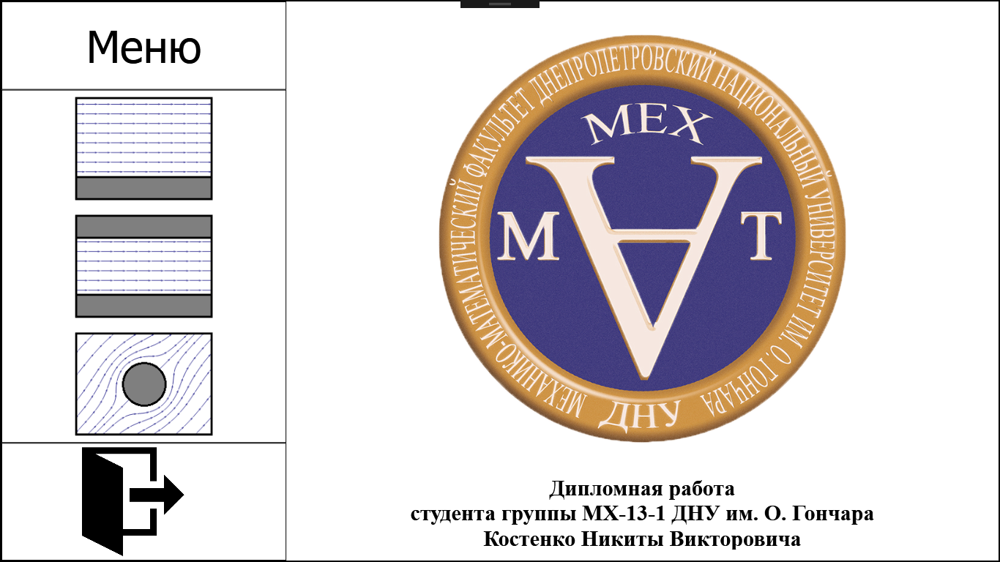 Меню
МЕХАНИКО-МАТЕМАТИЧЕСКИЙ ФАКУЛЬТЕТ ДНЕПРОПЕТРОВСКИЙ НАЦИОНАЛЬНЫЙ УНИВЕРСИТЕТ ИМ. О. ГОНЧАРА
МЕХ
М Т
ДНУ
Дипломная работа
студента группы МХ-13-1 ДНУ им. О. Гончара
Костенко Никиты Викторовича